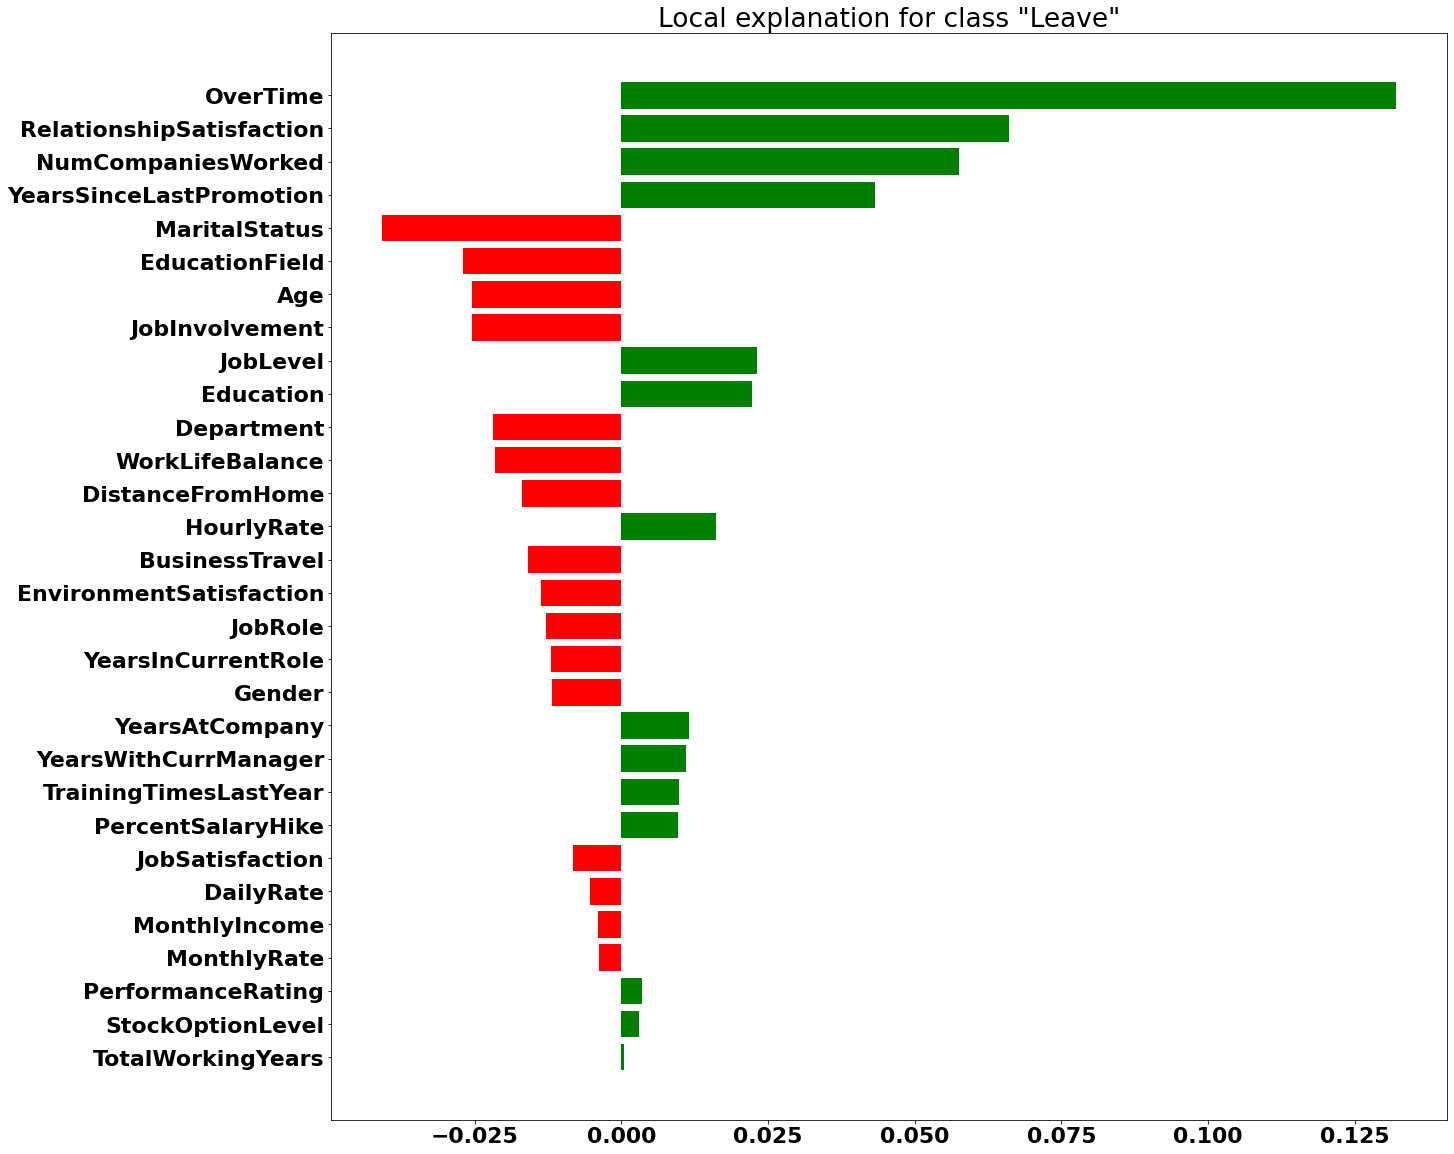 Local explanation for class "Leave"
OverTime
RelationshipSatisfaction
NumCompaniesWorked
YearsSinceLastPromotion
MaritalStatus
EducationField
Age
JobInvolvement
JobLevel
Education
Department
WorkLifeBalance
DistanceFromHome
HourlyRate
BusinessTravel
EnvironmentSatisfaction
JobRole
YearsInCurrentRole
Gender
YearsAtCompany
YearsWithCurrManager
TrainingTimesLastYear
PercentSalaryHike
JobSatisfaction
DailyRate
MonthlyIncome
MonthlyRate
PerformanceRating
StockOptionLevel
TotalWorkingYears
−0.025 0.000 0.025 0.050 0.075 0.100 0.125